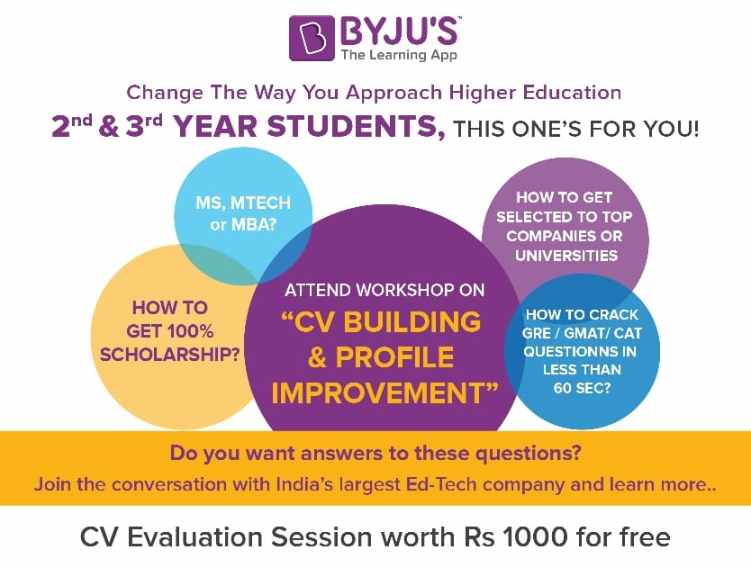 BYJU'S
The Learning App
Change The Way You Approach Higher Education
2nd & 3rd YEAR STUDENTS, THIS ONE'S FOR YOU!
MS, MTECH
or MBA?
HOW TO GET
SELECTED TO TOP
COMPANIES OR
UNIVERSITIES
HOW TO
GET 100%
SCHOLARSHIP?
ATTEND WORKSHOP ON
“CV BUILDING
& PROFILE
IMPROVEMENT”
HOW TO CRACK
GRE / GMAT/ CAT
QUESTIONNS IN
LESS THAN
60 SEC?
Do you want answers to these questions?
Join the conversation with India's largest Ed-Tech company and learn more..
CV Evaluation Session worth Rs 1000 for free